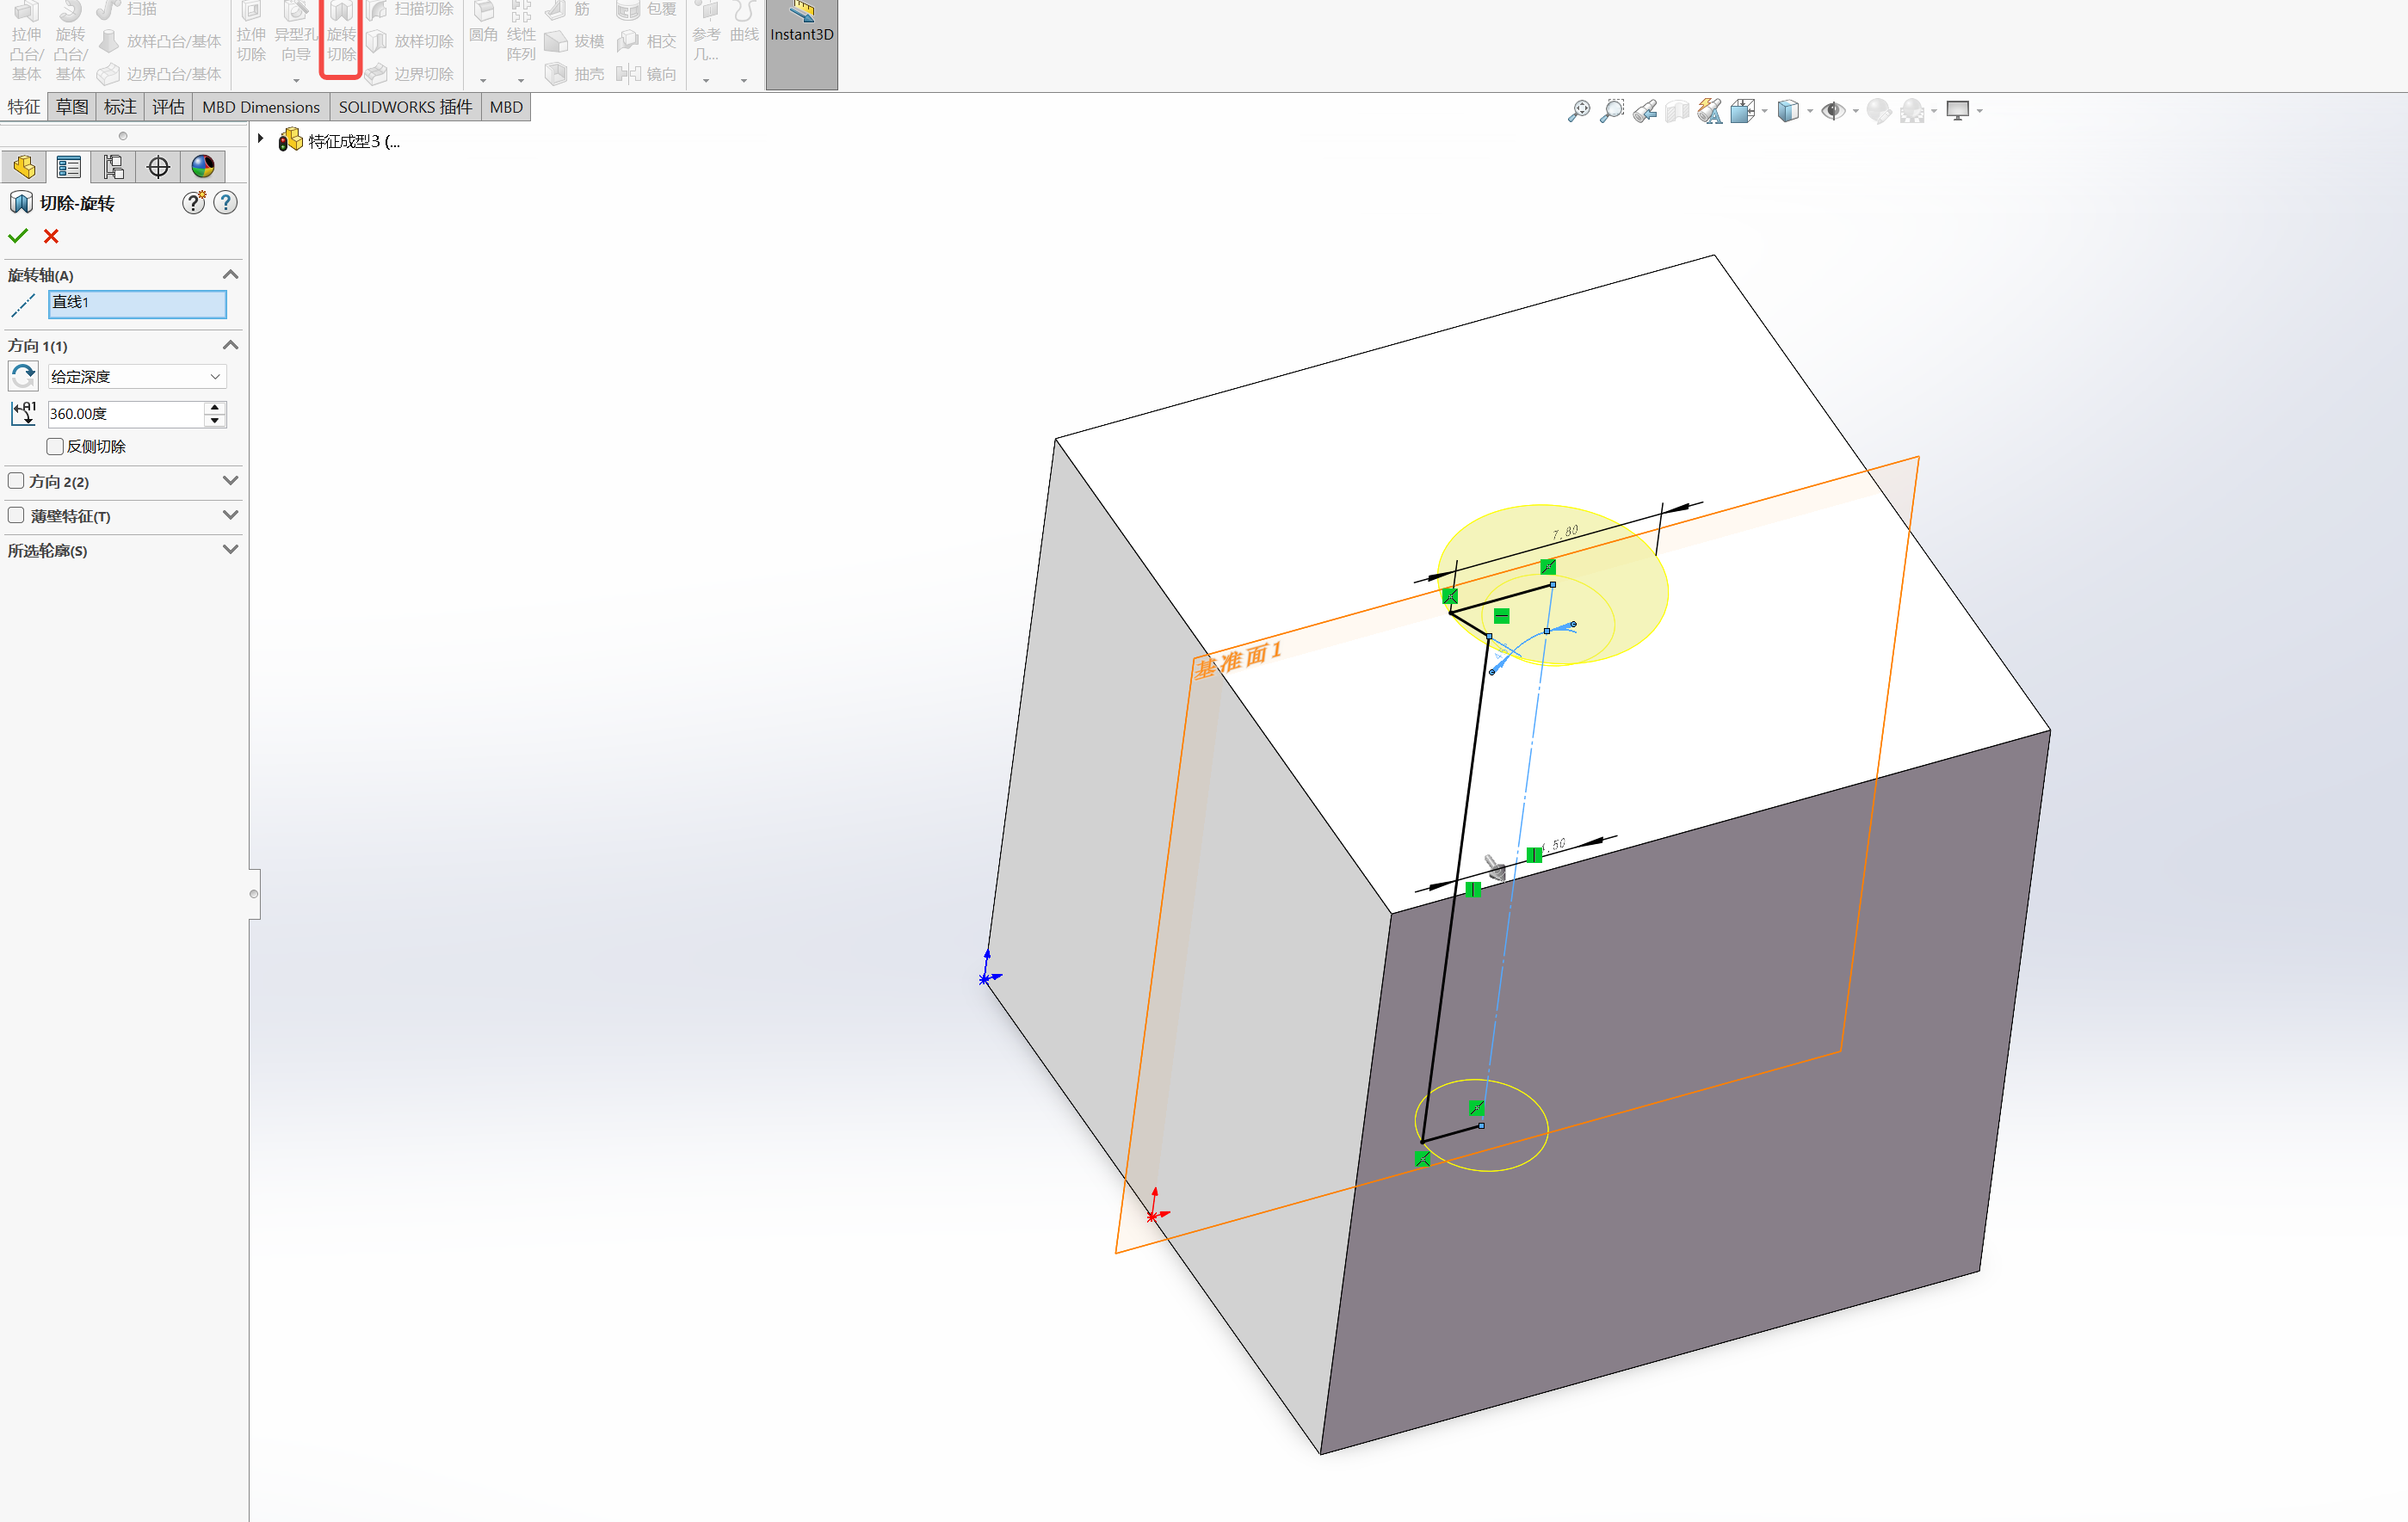 拉伸凸台/基体
旋转凸台/基体
扫描
放样凸台/基体
边界凸台/基体
拉伸切除
异型孔向导
旋转切除
扫描切除
放样切除
边界切除
圆角
线性阵列
筋
拔模
抽壳
包覆
相交
镜向
参考几...
曲线
Instant3D
特征
草图
标注
评估
MBD Dimensions
SOLIDWORKS 插件
MBD
特征成型3 (...
切除-旋转
旋转轴(A)
直线1
方向 1(1)
给定深度
360.00度
反侧切除
方向 2(2)
薄壁特征(T)
所选轮廓(S)
7.80
基准面1
.50